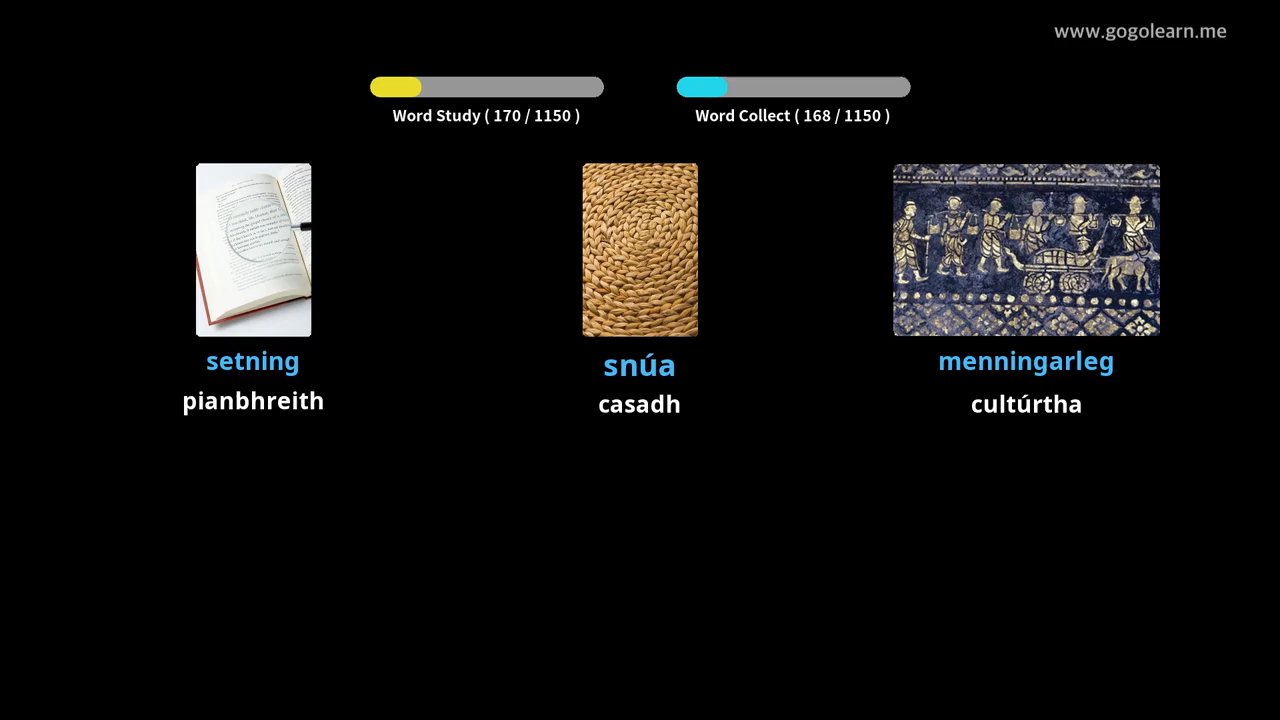 www.gogolearn.me
Word Study ( 170 / 1150 )
Word Collect ( 168 / 1150 )
setning
pianbhreith
snúa
casadh
menningarleg
cultúrtha